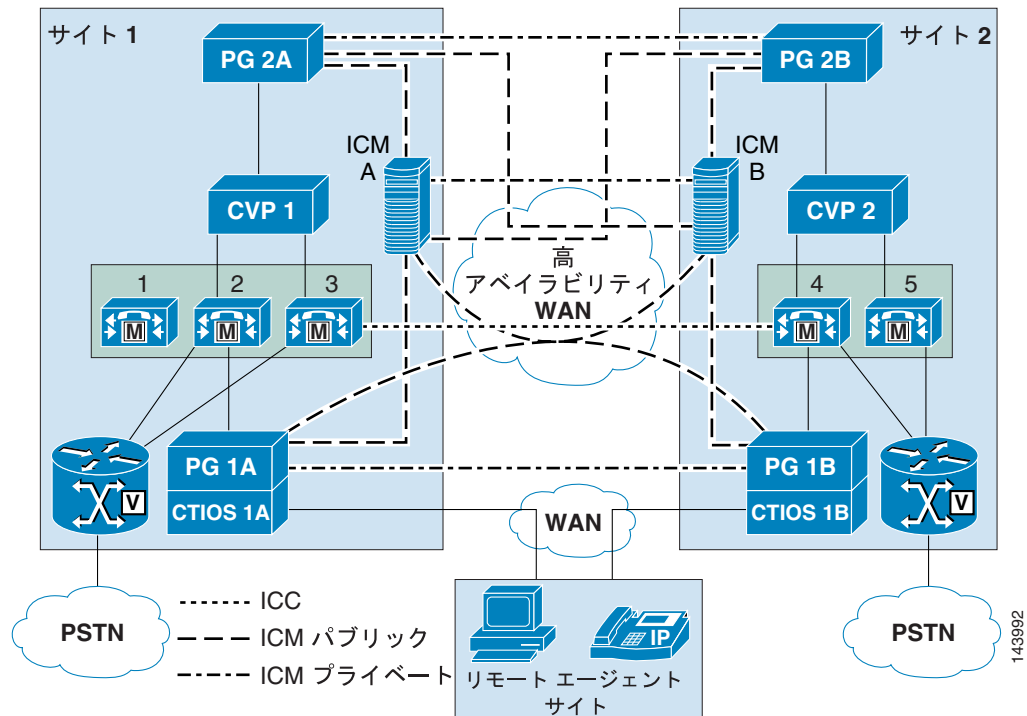 サイト 1
サイト 2
PG 2A
PG 2B
ICM
A
ICM
B
CVP 1
CVP 2
高
アベイラビリティ
WAN
1
2
3
4
5
M
M
M
M
M
PG 1A
CTIOS 1A
PG 1B
CTIOS 1B
V
V
WAN
PSTN
PSTN
ICC
ICM パブリック
ICM プライベート
IP
リモート エージェント
サイト
143992